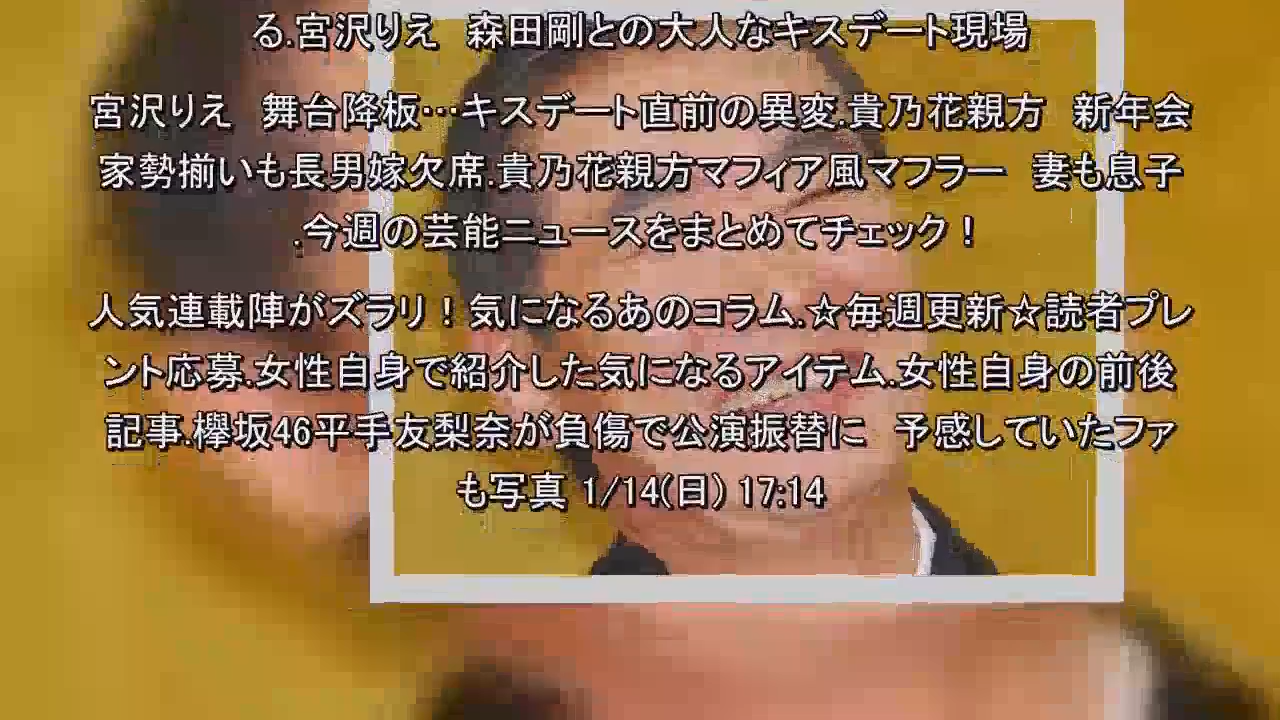 る.宮沢りえ　森田剛との大人なキスデート現場
宮沢りえ　舞台降板…キスデート直前の異変.貴乃花親方　新年会
家勢揃いも長男嫁欠席.貴乃花親方マフィア風マフラー　妻も息子
.今週の芸能ニュースをまとめてチェック！
人気連載陣がズラリ！気になるあのコラム.☆毎週更新☆読者プレ
ント応募.女性自身で紹介した気になるアイテム.女性自身の前後
記事.欅坂46平手友梨奈が負傷で公演振替に　予感していたファ
も写真 1/14(日) 17:14